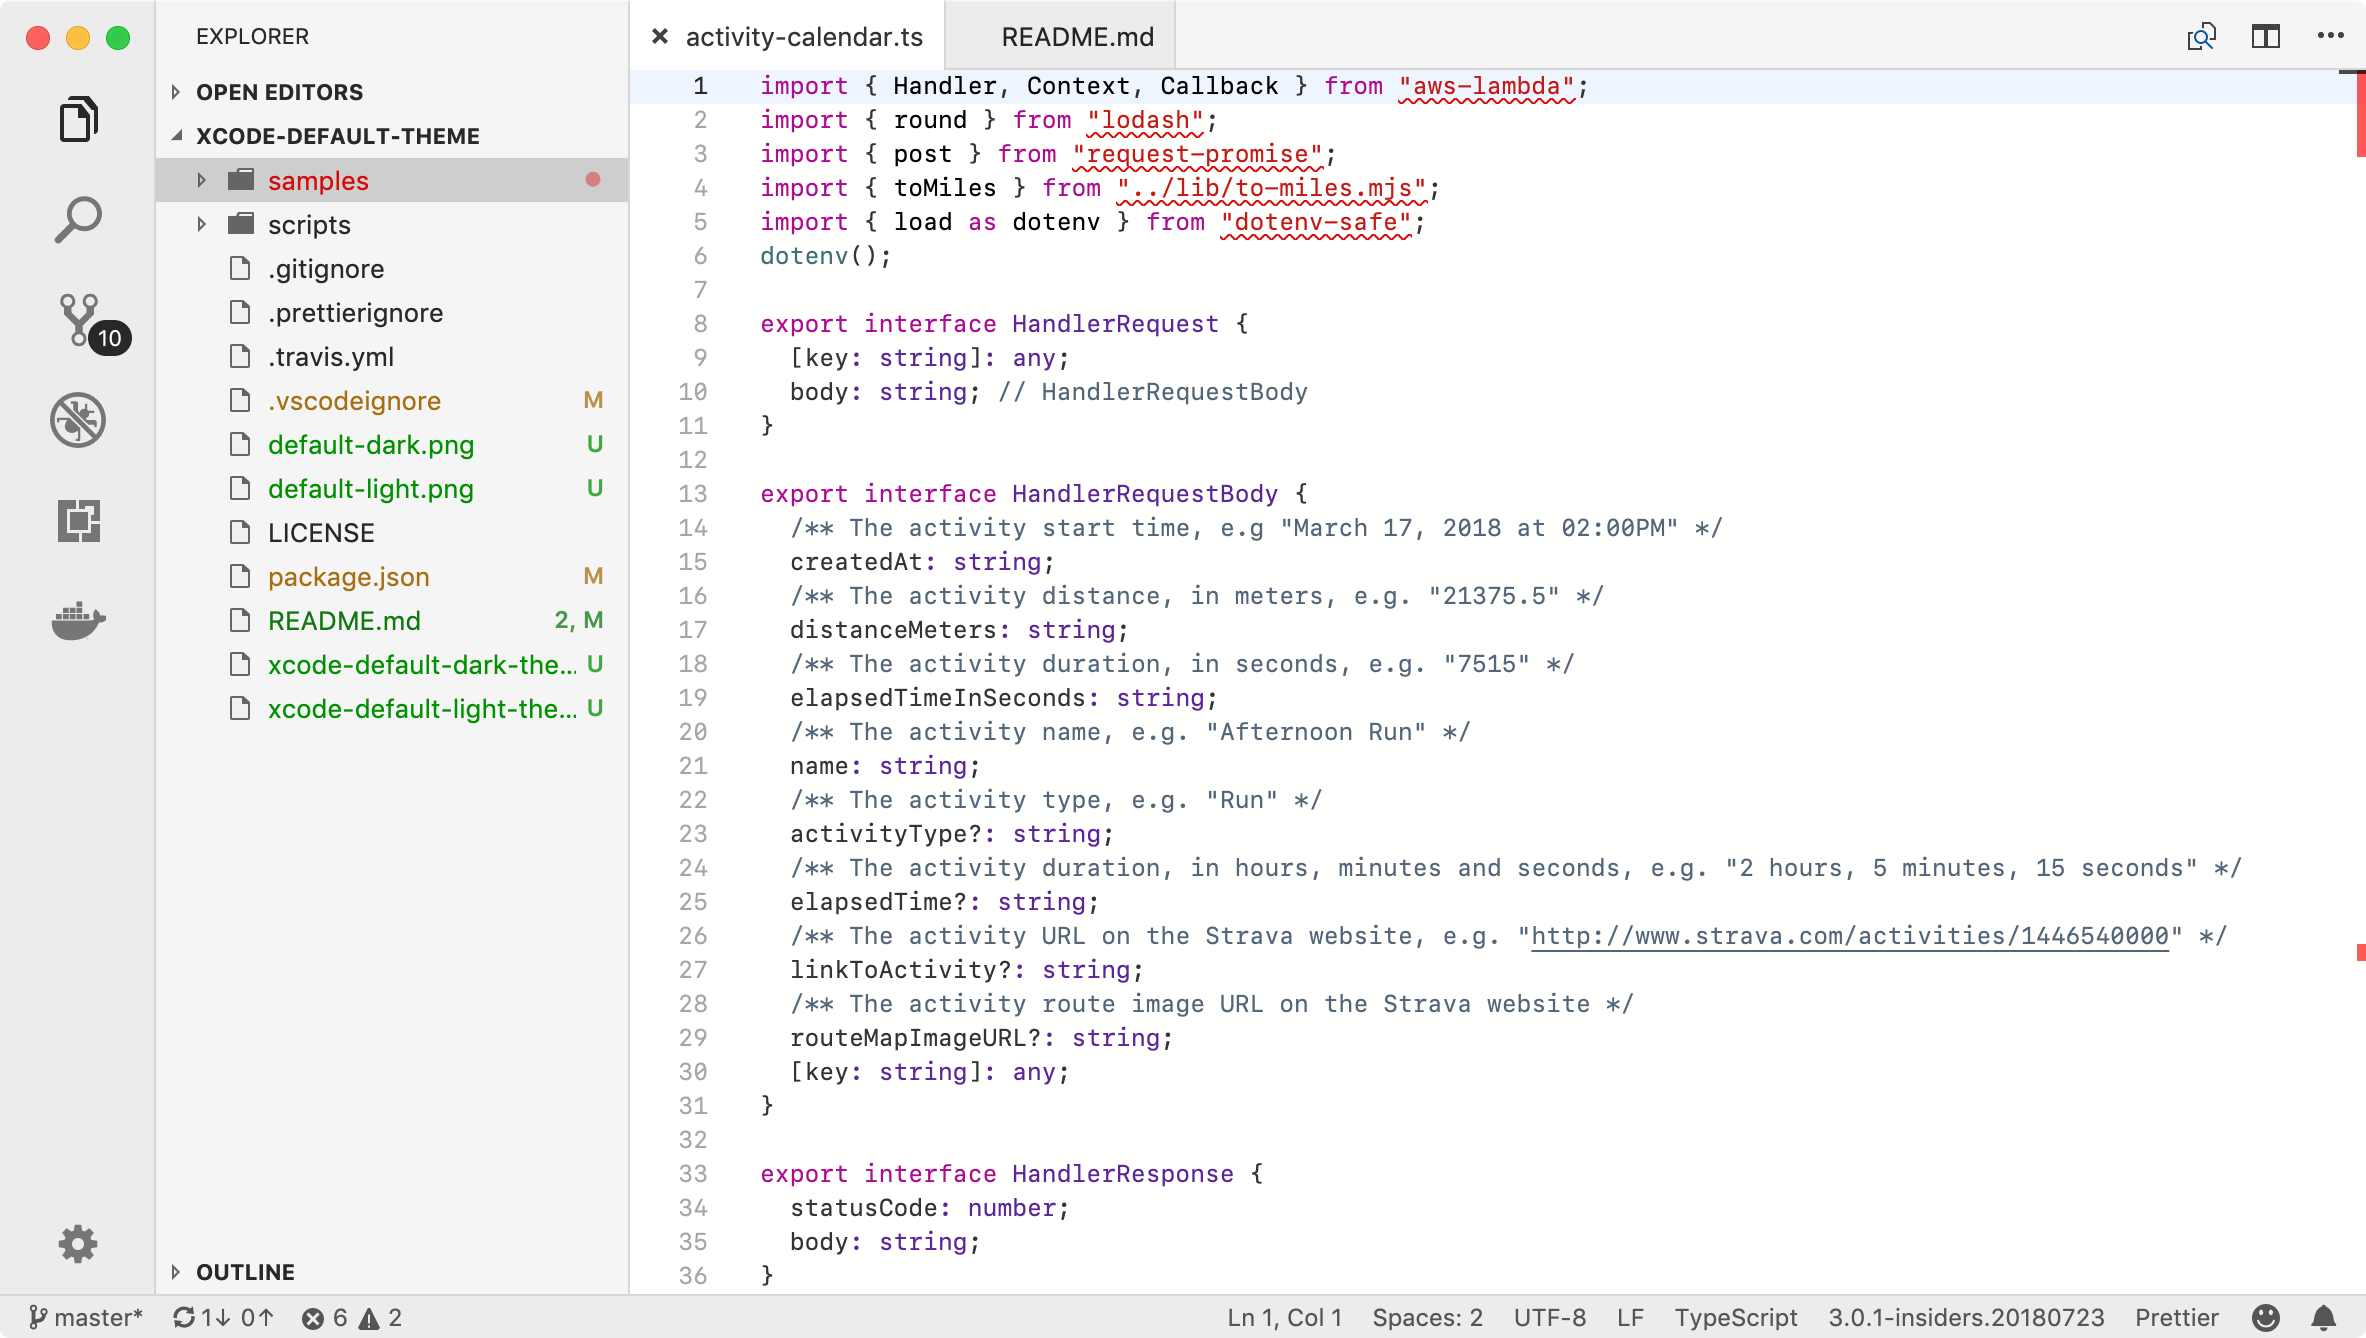 EXPLORER
OPEN EDITORS
XCODE-DEFAULT-THEME
samples
scripts
.gitignore
.prettierignore
.travis.yml
.vscodeignore M
default-dark.png U
default-light.png U
LICENSE
package.json M
README.md 2, M
xcode-default-dark-the... U
xcode-default-light-the... U
OUTLINE
10
activity-calendar.ts README.md
1 import { Handler, Context, Callback } from "aws-lambda";
2 import { round } from "lodash";
3 import { post } from "request-promise";
4 import { toMiles } from "../lib/to-miles.mjs";
5 import { load as dotenv } from "dotenv-safe";
6 dotenv();
7
8 export interface HandlerRequest {
9 [key: string]: any;
10 body: string; // HandlerRequestBody
11 }
12
13 export interface HandlerRequestBody {
14 /** The activity start time, e.g "March 17, 2018 at 02:00PM" */
15 createdAt: string;
16 /** The activity distance, in meters, e.g. "21375.5" */
17 distanceMeters: string;
18 /** The activity duration, in seconds, e.g. "7515" */
19 elapsedTimeInSeconds: string;
20 /** The activity name, e.g. "Afternoon Run" */
21 name: string;
22 /** The activity type, e.g. "Run" */
23 activityType?: string;
24 /** The activity duration, in hours, minutes and seconds, e.g. "2 hours, 5 minutes, 15 seconds" */
25 elapsedTime?: string;
26 /** The activity URL on the Strava website, e.g. "http://www.strava.com/activities/1446540000" */
27 linkToActivity?: string;
28 /** The activity route image URL on the Strava website */
29 routeMapImageURL?: string;
30 [key: string]: any;
31 }
32
33 export interface HandlerResponse {
34 statusCode: number;
35 body: string;
36 }
master* 1↓ 0↑ 6 2 Ln 1, Col 1 Spaces: 2 UTF-8 LF TypeScript 3.0.1-insiders.20180723 Prettier